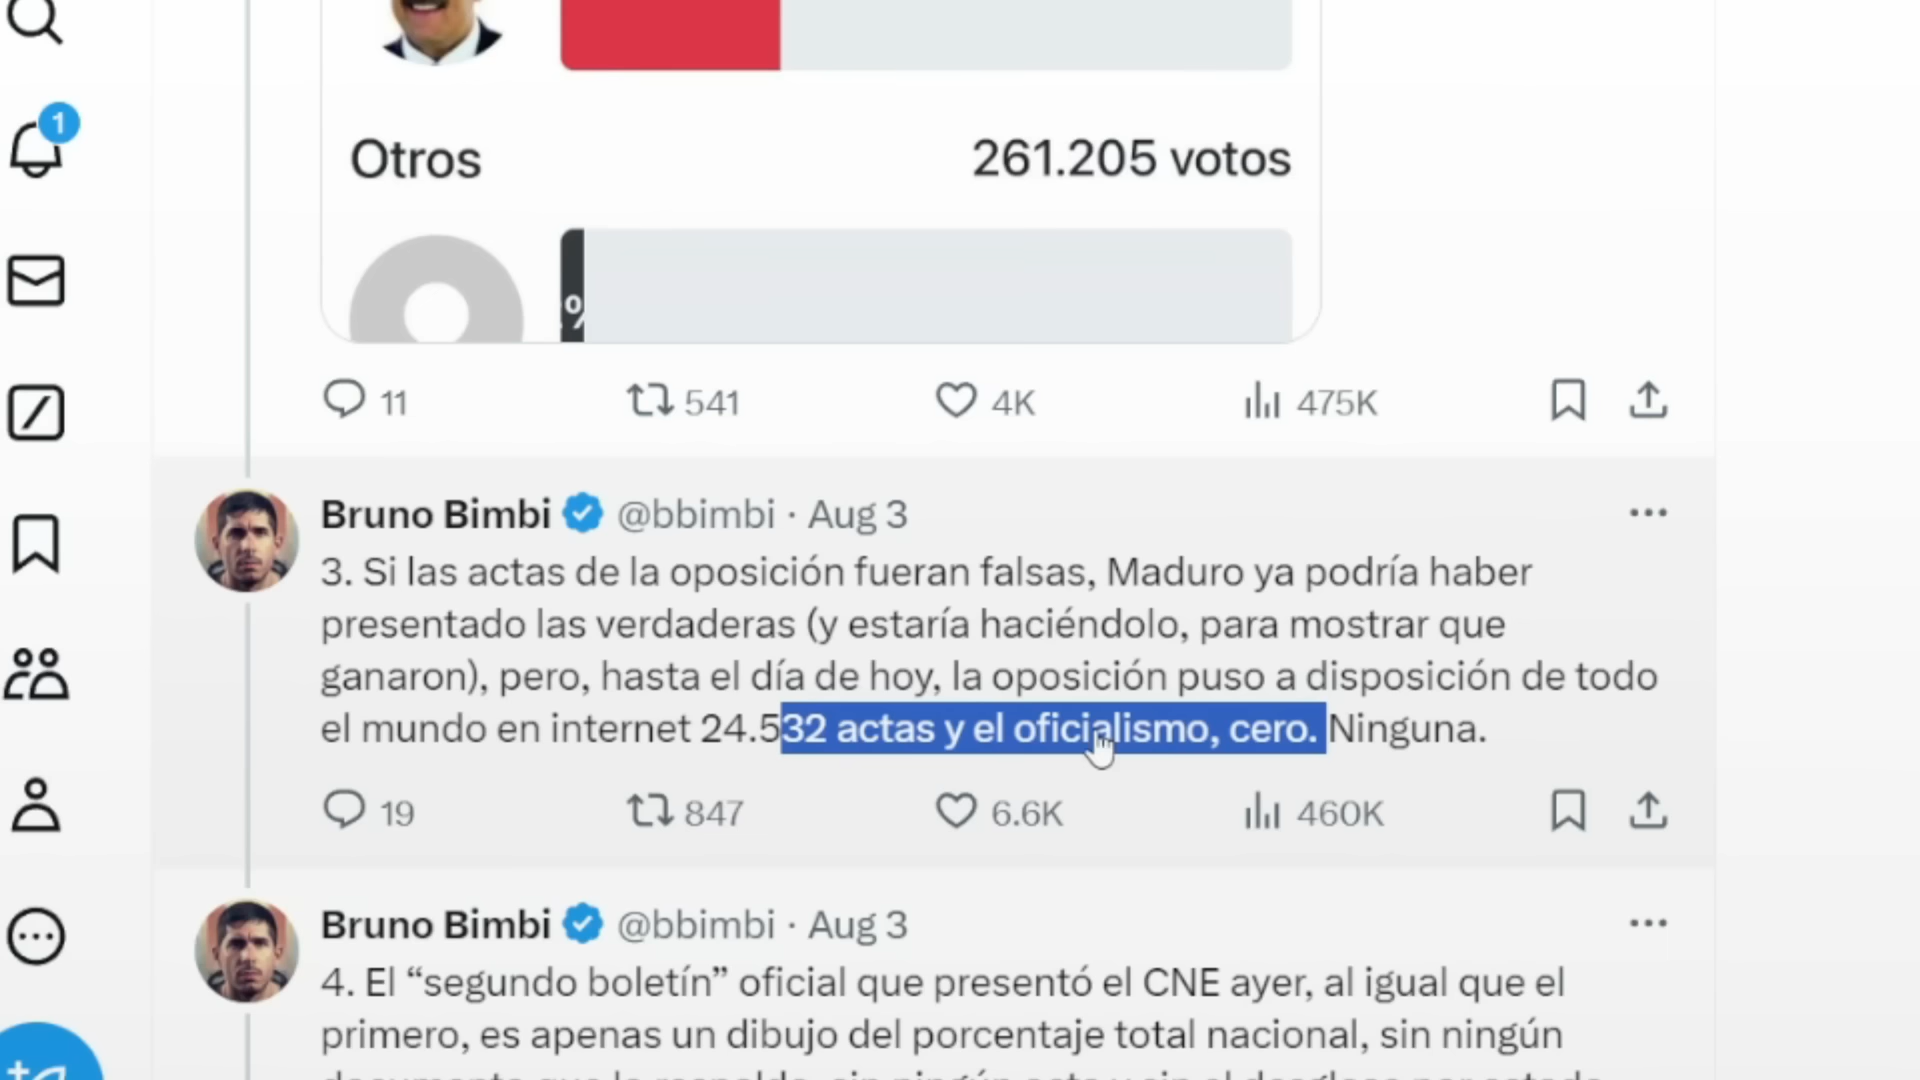 1
Otros 261.205 votos
%
11 541 4K 475K
Bruno Bimbi @bbimbi · Aug 3
3. Si las actas de la oposición fueran falsas, Maduro ya podría haber
presentado las verdaderas (y estaría haciéndolo, para mostrar que
ganaron), pero, hasta el día de hoy, la oposición puso a disposición de todo
el mundo en internet 24.532 actas y el oficialismo, cero. Ninguna.
19 847 6.6K 460K
Bruno Bimbi @bbimbi · Aug 3
4. El “segundo boletín” oficial que presentó el CNE ayer, al igual que el
primero, es apenas un dibujo del porcentaje total nacional, sin ningún